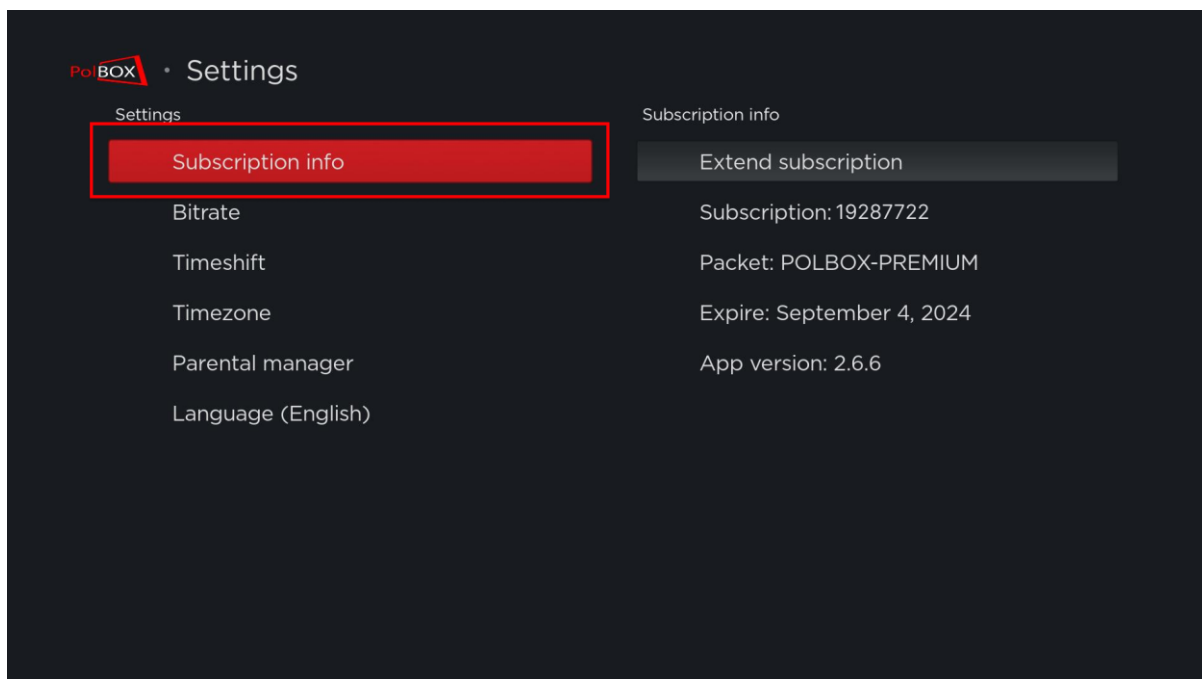 PolBOX • Settings
Settings
Subscription info
Bitrate
Timeshift
Timezone
Parental manager
Language (English)
Subscription info
Extend subscription
Subscription: 19287722
Packet: POLBOX-PREMIUM
Expire: September 4, 2024
App version: 2.6.6